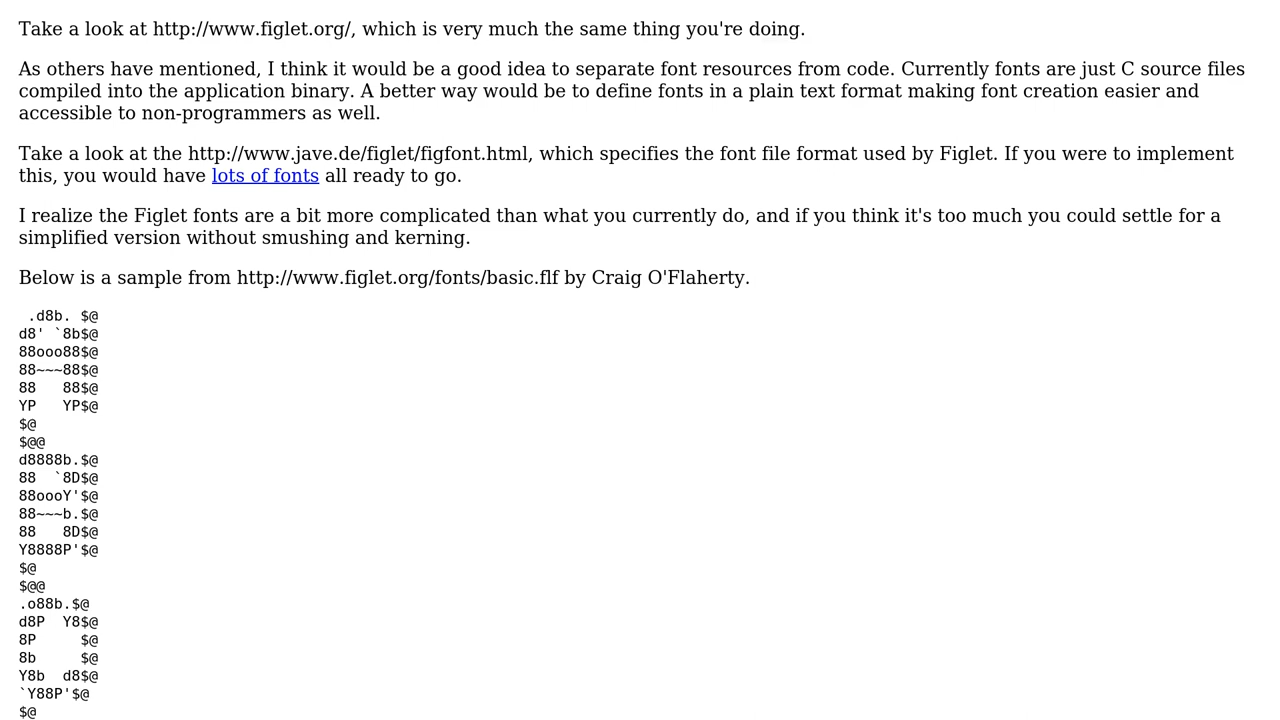 Take a look at http://www.figlet.org/, which is very much the same thing you're doing.
As others have mentioned, I think it would be a good idea to separate font resources from code. Currently fonts are just C source files
compiled into the application binary. A better way would be to define fonts in a plain text format making font creation easier and
accessible to non-programmers as well.
Take a look at the http://www.jave.de/figlet/figfont.html, which specifies the font file format used by Figlet. If you were to implement
this, you would have lots of fonts all ready to go.
I realize the Figlet fonts are a bit more complicated than what you currently do, and if you think it's too much you could settle for a
simplified version without smushing and kerning.
Below is a sample from http://www.figlet.org/fonts/basic.flf by Craig O'Flaherty.
 .d8b. $@
d8' `8b$@
88ooo88$@
88~~~88$@
88   88$@
YP   YP$@
$@
$@@
d8888b.$@
88  `8D$@
88oooY'$@
88~~~b.$@
88   8D$@
Y8888P'$@
$@
$@@
.o88b.$@
d8P  Y8$@
8P     $@
8b     $@
Y8b  d8$@
`Y88P'$@
$@